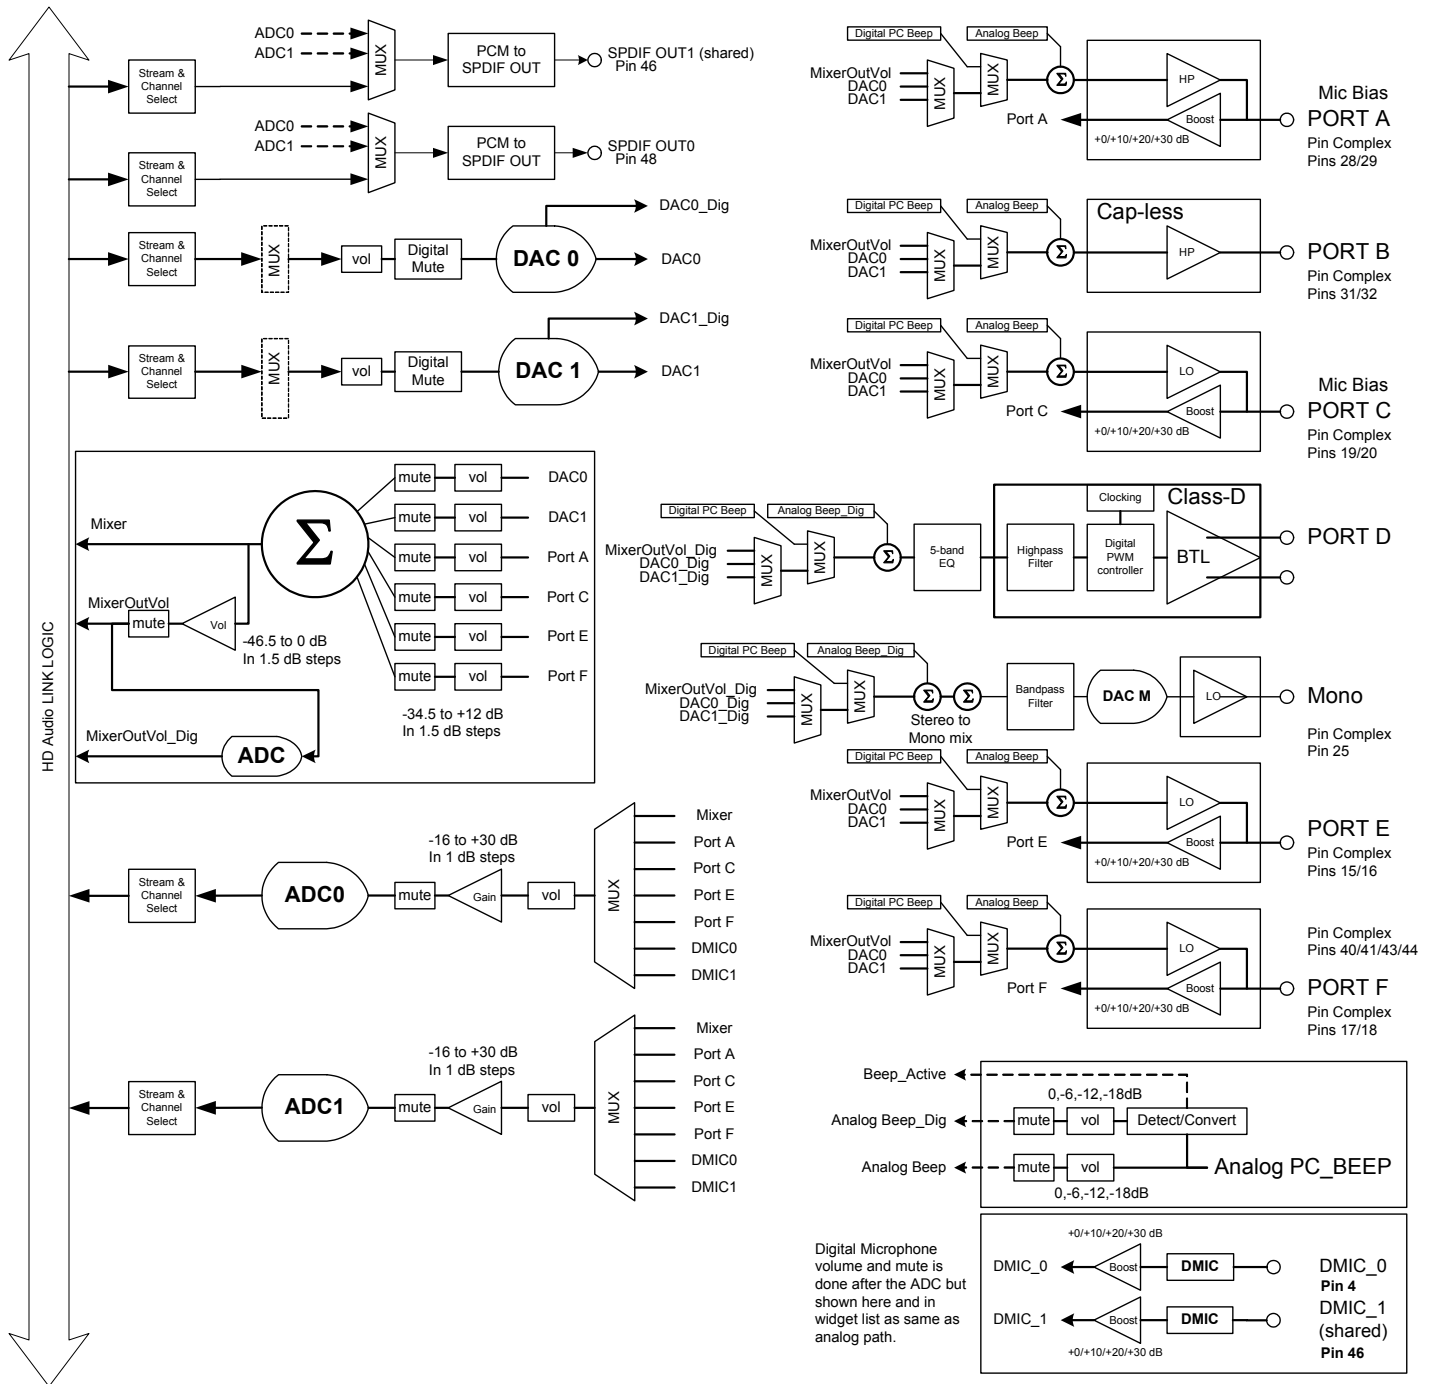 HD Audio LINK LOGIC
ADC0
ADC1
Stream &
Channel
Select
MUX
PCM to
SPDIF OUT
SPDIF OUT1 (shared)
Pin 46
ADC0
ADC1
Stream &
Channel
Select
MUX
PCM to
SPDIF OUT
SPDIF OUT0
Pin 48
Stream &
Channel
Select
MUX
vol
Digital
Mute
DAC 0
DAC0_Dig
DAC0
Stream &
Channel
Select
MUX
vol
Digital
Mute
DAC 1
DAC1_Dig
DAC1
Mixer
MixerOutVol
mute
Vol
-46.5 to 0 dB
In 1.5 dB steps
MixerOutVol_Dig
ADC
Σ
mute
vol
DAC0
mute
vol
DAC1
mute
vol
Port A
mute
vol
Port C
mute
vol
Port E
mute
vol
Port F
-34.5 to +12 dB
In 1.5 dB steps
Stream &
Channel
Select
ADC0
-16 to +30 dB
In 1 dB steps
mute
Gain
vol
MUX
Mixer
Port A
Port C
Port E
Port F
DMIC0
DMIC1
Stream &
Channel
Select
ADC1
-16 to +30 dB
In 1 dB steps
mute
Gain
vol
MUX
Mixer
Port A
Port C
Port E
Port F
DMIC0
DMIC1
Digital PC Beep
Analog Beep
MixerOutVol
DAC0
DAC1
MUX
MUX
Σ
HP
Port A
Boost
+0/+10/+20/+30 dB
Mic Bias
PORT A
Pin Complex
Pins 28/29
Digital PC Beep
Analog Beep
MixerOutVol
DAC0
DAC1
MUX
MUX
Σ
Cap-less
HP
PORT B
Pin Complex
Pins 31/32
Digital PC Beep
Analog Beep
MixerOutVol
DAC0
DAC1
MUX
MUX
Σ
LO
Port C
Boost
+0/+10/+20/+30 dB
Mic Bias
PORT C
Pin Complex
Pins 19/20
Digital PC Beep
Analog Beep_Dig
MixerOutVol_Dig
DAC0_Dig
DAC1_Dig
MUX
MUX
Σ
5-band
EQ
Highpass
Filter
Clocking
Digital
PWM
controller
Class-D
BTL
PORT D
Digital PC Beep
Analog Beep_Dig
MixerOutVol_Dig
DAC0_Dig
DAC1_Dig
MUX
MUX
Σ
Σ
Stereo to
Mono mix
Bandpass
Filter
DAC M
LO
Mono
Pin Complex
Pin 25
Digital PC Beep
Analog Beep
MixerOutVol
DAC0
DAC1
MUX
MUX
Σ
LO
Port E
Boost
+0/+10/+20/+30 dB
PORT E
Pin Complex
Pins 15/16
Digital PC Beep
Analog Beep
MixerOutVol
DAC0
DAC1
MUX
MUX
Σ
LO
Port F
Boost
+0/+10/+20/+30 dB
Pin Complex
Pins 40/41/43/44
PORT F
Pin Complex
Pins 17/18
Beep_Active
0,-6,-12,-18dB
Analog Beep_Dig
mute
vol
Detect/Convert
Analog Beep
mute
vol
Analog PC_BEEP
0,-6,-12,-18dB
Digital Microphone
volume and mute is
done after the ADC but
shown here and in
widget list as same as
analog path.
+0/+10/+20/+30 dB
DMIC_0
Boost
DMIC
DMIC_0
Pin 4
DMIC_1
Boost
DMIC
DMIC_1
(shared)
Pin 46
+0/+10/+20/+30 dB